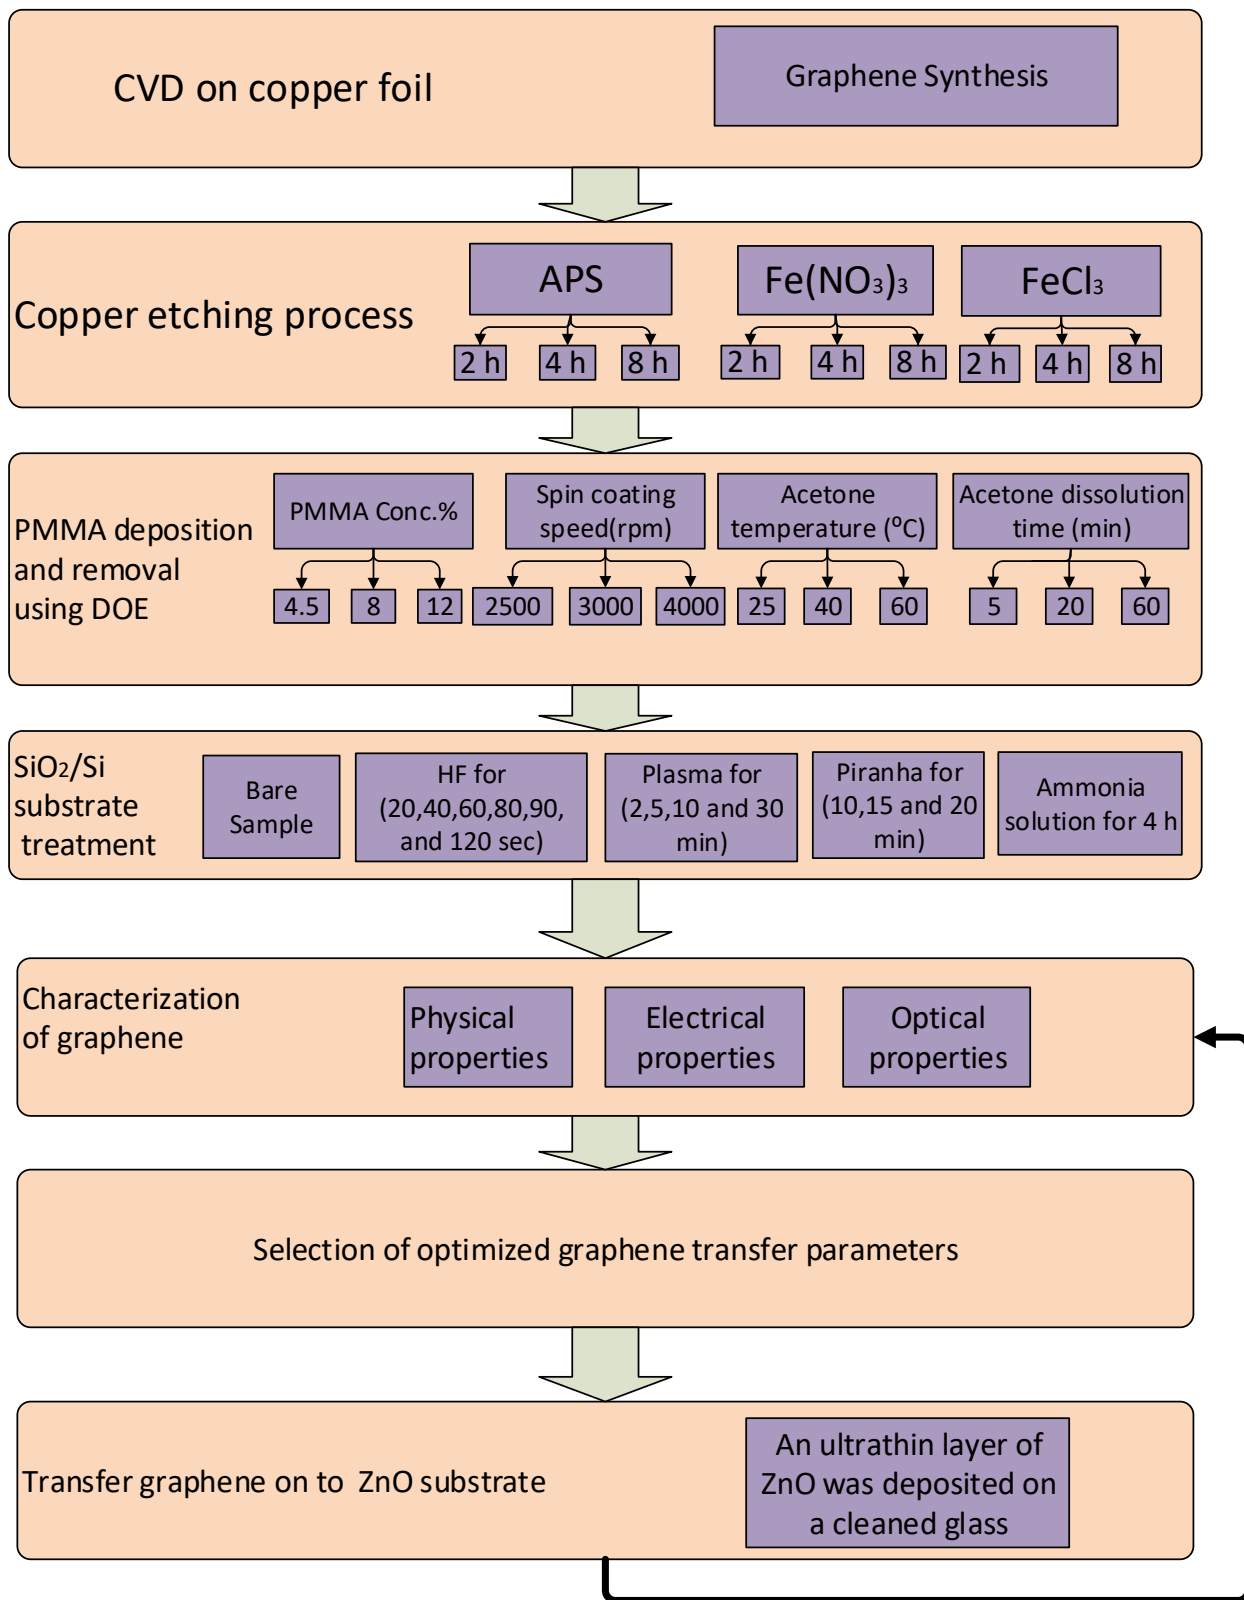 CVD on copper foil
Graphene Synthesis
Copper etching process
APS
2 h
4 h
8 h
Fe(NO₃)₃
2 h
4 h
8 h
FeCl₃
2 h
4 h
8 h
PMMA deposition
and removal
using DOE
PMMA Conc.%
4.5
8
12
Spin coating
speed(rpm)
2500
3000
4000
Acetone
temperature (⁰C)
25
40
60
Acetone dissolution
time (min)
5
20
60
SiO₂/Si
substrate
treatment
Bare
Sample
HF for
(20,40,60,80,90,
and 120 sec)
Plasma for
(2,5,10 and 30
min)
Piranha for
(10,15 and 20
min)
Ammonia
solution for 4 h
Characterization
of graphene
Physical
properties
Electrical
properties
Optical
properties
Selection of optimized graphene transfer parameters
Transfer graphene on to ZnO substrate
An ultrathin layer of
ZnO was deposited on
a cleaned glass